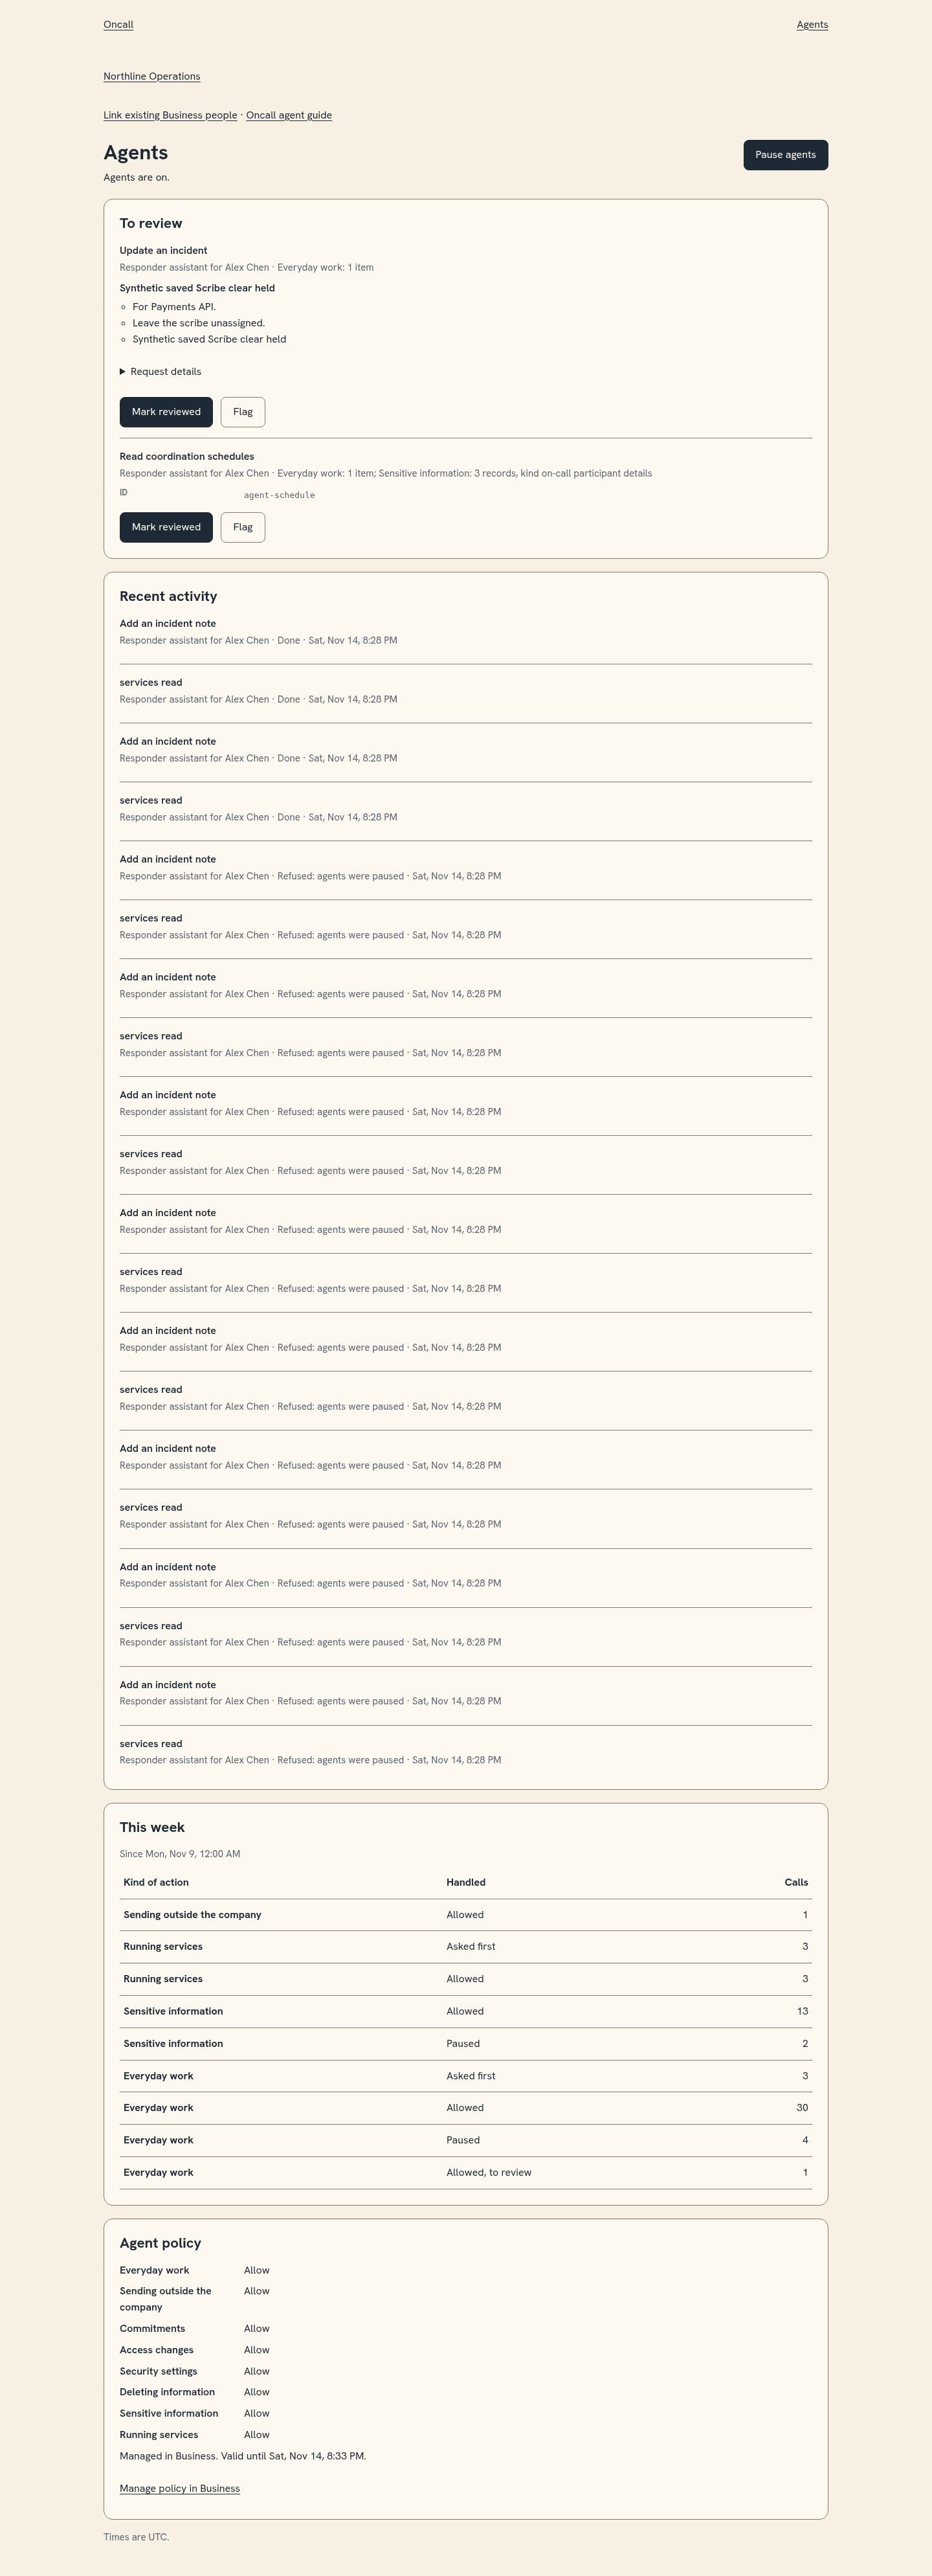 Oncall
Agents
Northline Operations
Link existing Business people · Oncall agent guide
Agents
Pause agents
Agents are on.
To review
Update an incident
Responder assistant for Alex Chen · Everyday work: 1 item
Synthetic saved Scribe clear held
For Payments API.
Leave the scribe unassigned.
Synthetic saved Scribe clear held
Request details
Mark reviewed
Flag
Read coordination schedules
Responder assistant for Alex Chen · Everyday work: 1 item; Sensitive information: 3 records, kind on-call participant details
ID
agent-schedule
Mark reviewed
Flag
Recent activity
Add an incident note
Responder assistant for Alex Chen · Done · Sat, Nov 14, 8:28 PM
services read
Responder assistant for Alex Chen · Done · Sat, Nov 14, 8:28 PM
Add an incident note
Responder assistant for Alex Chen · Done · Sat, Nov 14, 8:28 PM
services read
Responder assistant for Alex Chen · Done · Sat, Nov 14, 8:28 PM
Add an incident note
Responder assistant for Alex Chen · Refused: agents were paused · Sat, Nov 14, 8:28 PM
services read
Responder assistant for Alex Chen · Refused: agents were paused · Sat, Nov 14, 8:28 PM
Add an incident note
Responder assistant for Alex Chen · Refused: agents were paused · Sat, Nov 14, 8:28 PM
services read
Responder assistant for Alex Chen · Refused: agents were paused · Sat, Nov 14, 8:28 PM
Add an incident note
Responder assistant for Alex Chen · Refused: agents were paused · Sat, Nov 14, 8:28 PM
services read
Responder assistant for Alex Chen · Refused: agents were paused · Sat, Nov 14, 8:28 PM
Add an incident note
Responder assistant for Alex Chen · Refused: agents were paused · Sat, Nov 14, 8:28 PM
services read
Responder assistant for Alex Chen · Refused: agents were paused · Sat, Nov 14, 8:28 PM
Add an incident note
Responder assistant for Alex Chen · Refused: agents were paused · Sat, Nov 14, 8:28 PM
services read
Responder assistant for Alex Chen · Refused: agents were paused · Sat, Nov 14, 8:28 PM
Add an incident note
Responder assistant for Alex Chen · Refused: agents were paused · Sat, Nov 14, 8:28 PM
services read
Responder assistant for Alex Chen · Refused: agents were paused · Sat, Nov 14, 8:28 PM
Add an incident note
Responder assistant for Alex Chen · Refused: agents were paused · Sat, Nov 14, 8:28 PM
services read
Responder assistant for Alex Chen · Refused: agents were paused · Sat, Nov 14, 8:28 PM
Add an incident note
Responder assistant for Alex Chen · Refused: agents were paused · Sat, Nov 14, 8:28 PM
services read
Responder assistant for Alex Chen · Refused: agents were paused · Sat, Nov 14, 8:28 PM
This week
Since Mon, Nov 9, 12:00 AM
Kind of action Handled Calls
Sending outside the company Allowed 1
Running services Asked first 3
Running services Allowed 3
Sensitive information Allowed 13
Sensitive information Paused 2
Everyday work Asked first 3
Everyday work Allowed 30
Everyday work Paused 4
Everyday work Allowed, to review 1
Agent policy
Everyday work Allow
Sending outside the company Allow
Commitments Allow
Access changes Allow
Security settings Allow
Deleting information Allow
Sensitive information Allow
Running services Allow
Managed in Business. Valid until Sat, Nov 14, 8:33 PM.
Manage policy in Business
Times are UTC.